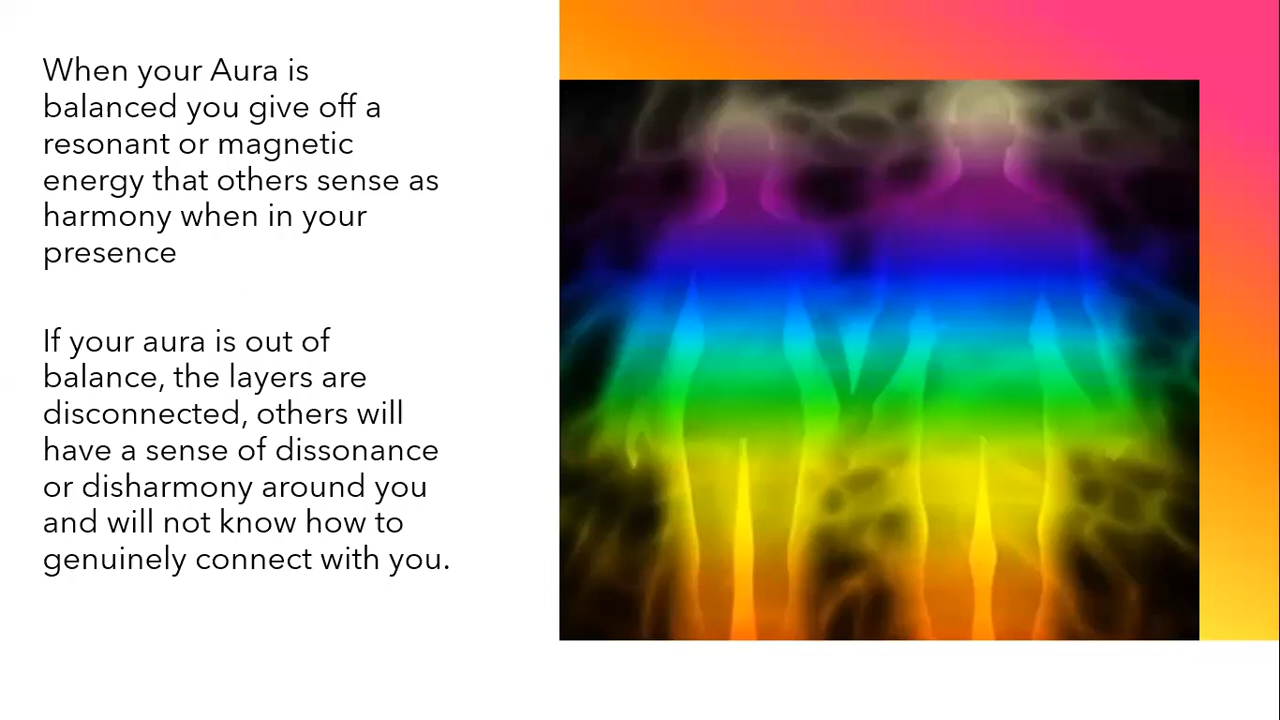 When your Aura is
balanced you give off a
resonant or magnetic
energy that others sense as
harmony when in your
presence
If your aura is out of
balance, the layers are
disconnected, others will
have a sense of dissonance
or disharmony around you
and will not know how to
genuinely connect with you.